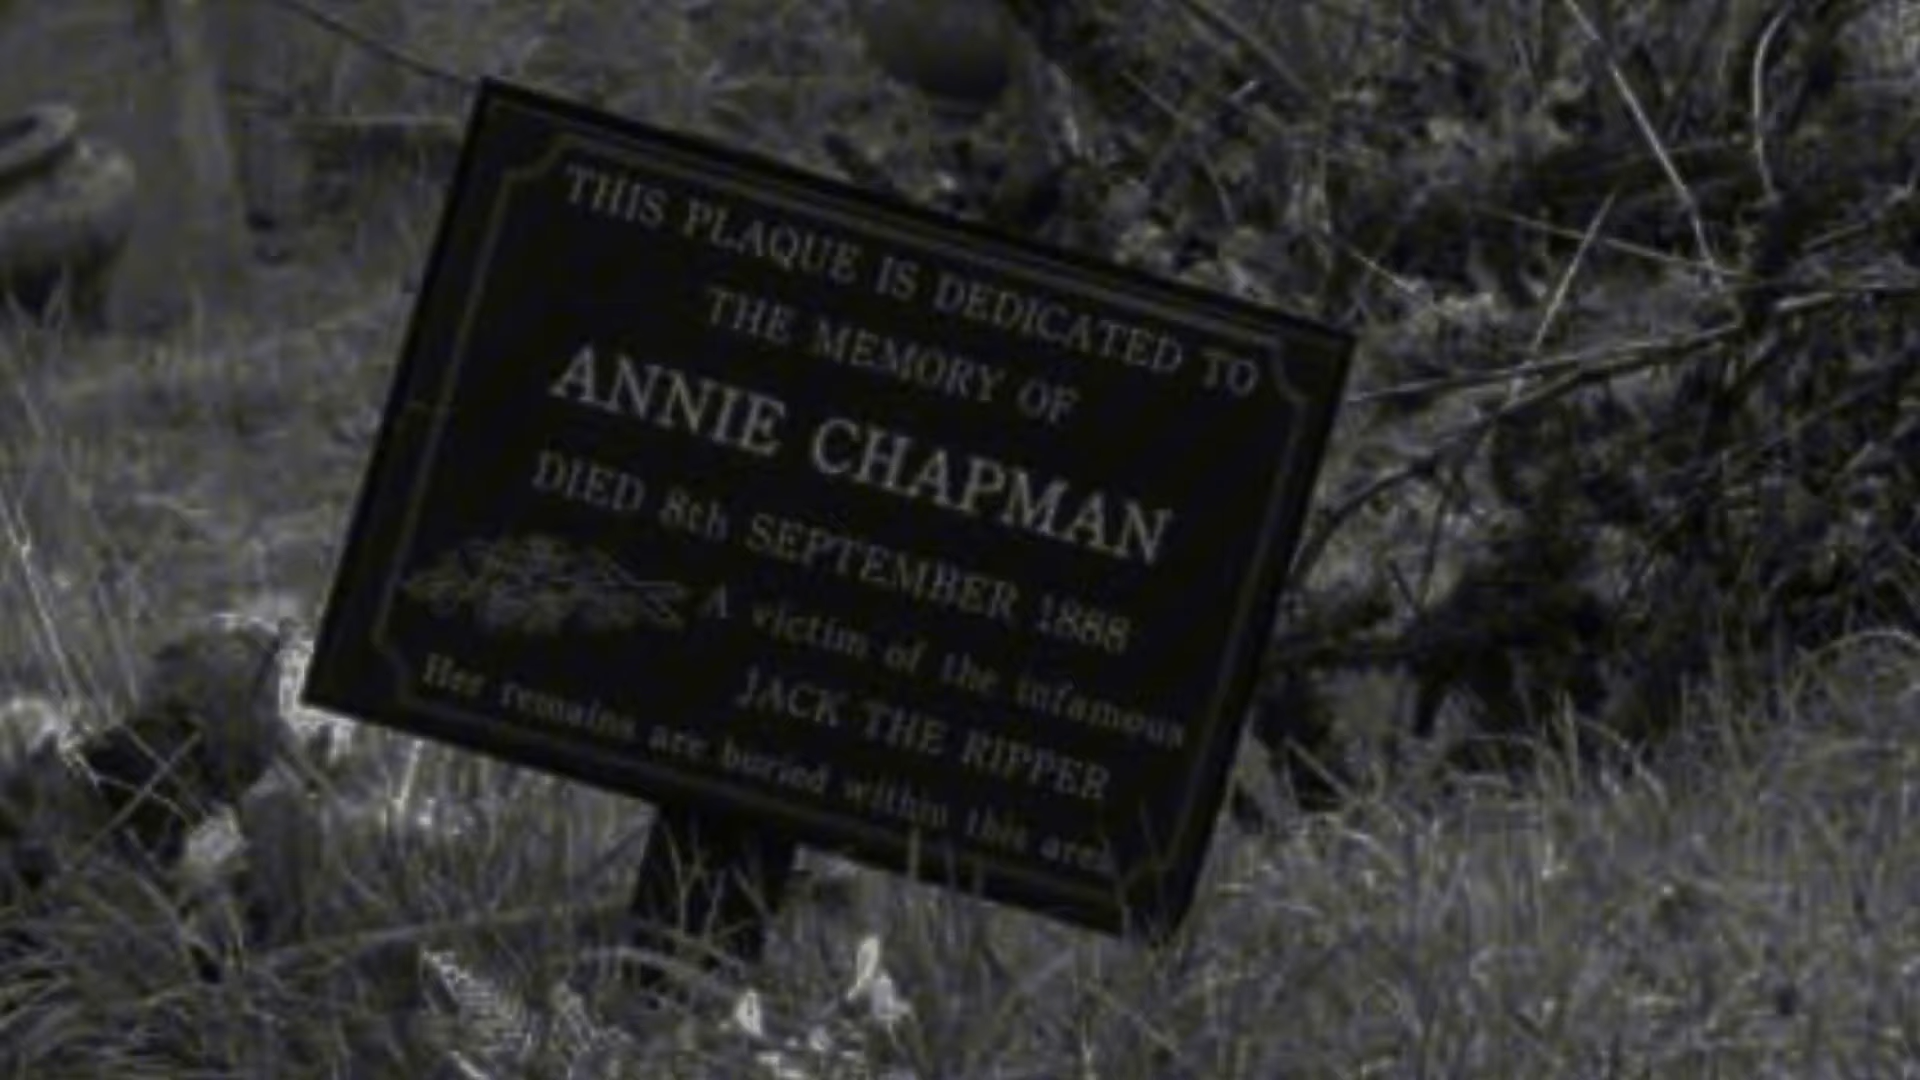 THIS PLAQUE IS DEDICATED TO
THE MEMORY OF
ANNIE CHAPMAN
DIED 8th SEPTEMBER 1888
A victim of the infamous
JACK THE RIPPER
Her remains are buried within this area